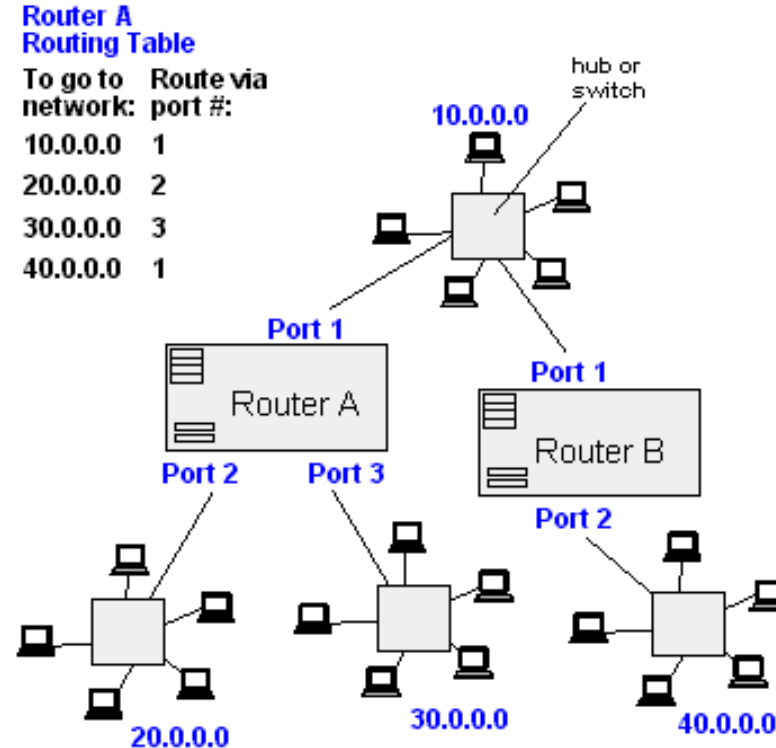 Router A
Routing Table
To go to Route via
network: port #:
10.0.0.0 1
20.0.0.0 2
30.0.0.0 3
40.0.0.0 1
hub or
switch
10.0.0.0
Port 1
Router A
Port 1
Router B
Port 2 Port 3
Port 2
20.0.0.0
30.0.0.0
40.0.0.0